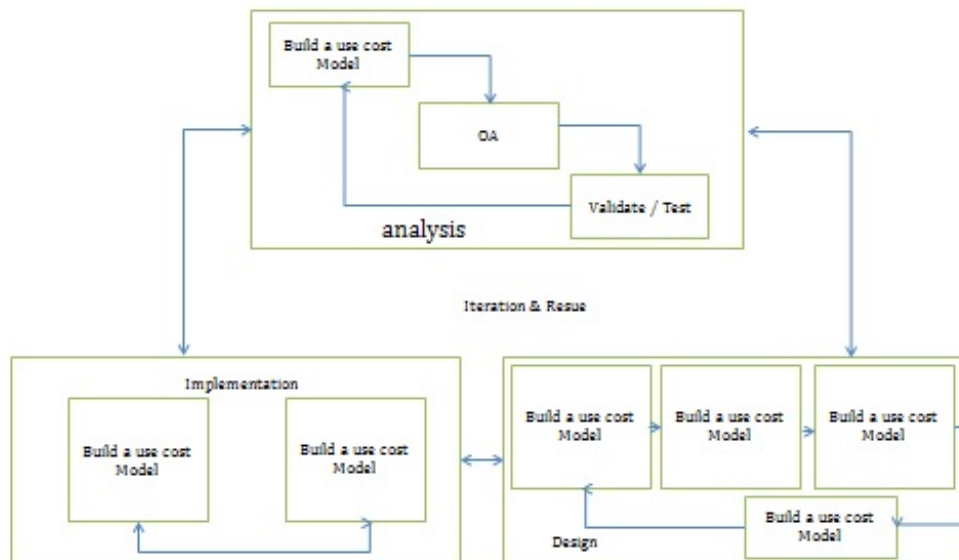 Build a use cost
Model
OA
Validate / Test
analysis
Iteration & Resue
Implementation
Build a use cost
Model
Build a use cost
Model
Build a use cost
Model
Build a use cost
Model
Build a use cost
Model
Build a use cost
Model
Design